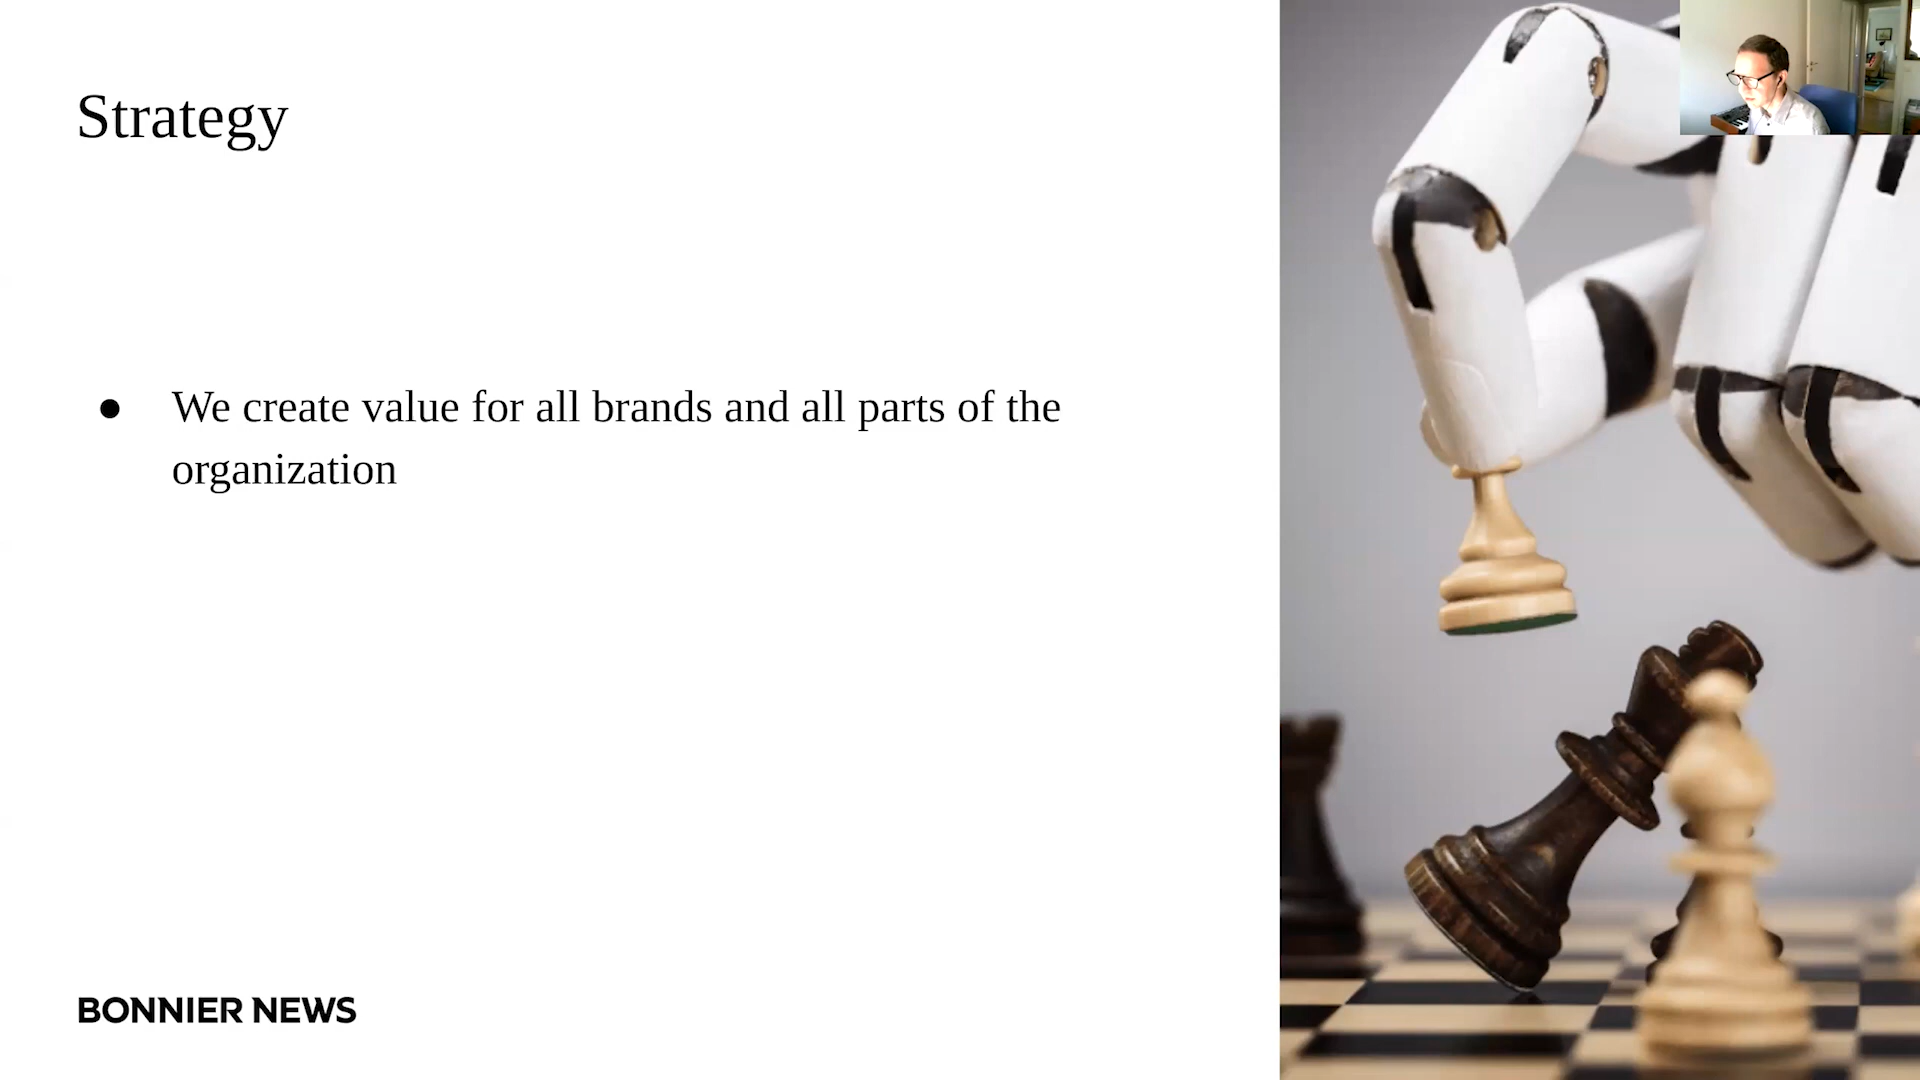 Strategy
● We create value for all brands and all parts of the
organization
BONNIER NEWS